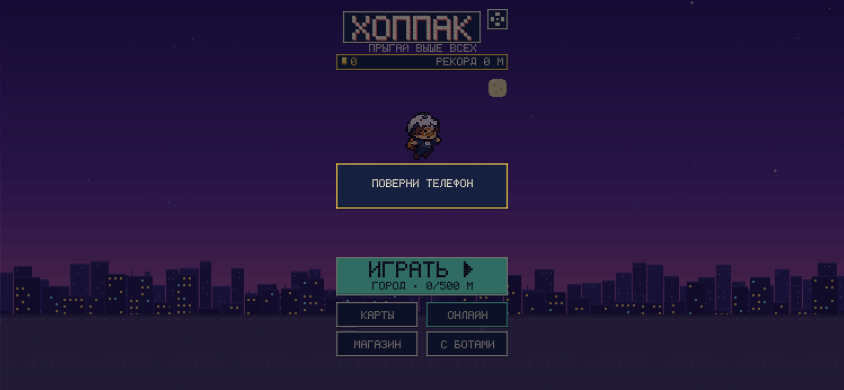 ХОППАК
ПРЫГАЙ ВЫШЕ ВСЕХ
0 РЕКОРД 0 М
ПОВЕРНИ ТЕЛЕФОН
ИГРАТЬ
ГОРОД · 0/500 М
КАРТЫ ОНЛАЙН
МАГАЗИН С БОТАМИ